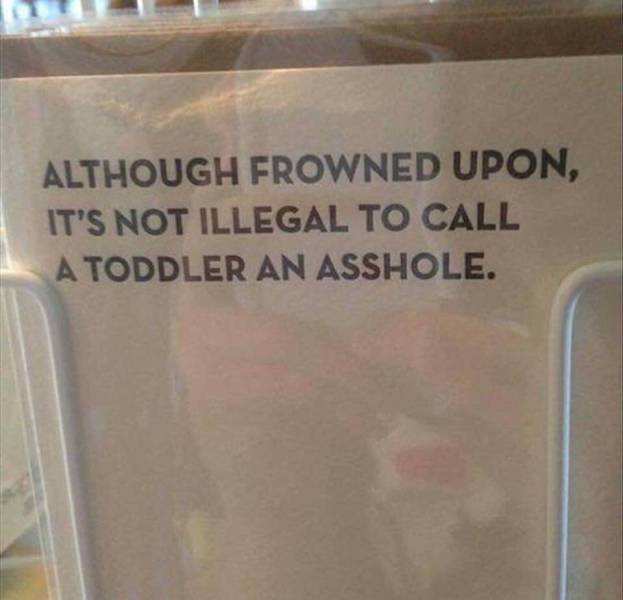 ALTHOUGH FROWNED UPON,
IT'S NOT ILLEGAL TO CALL
A TODDLER AN ASSHOLE.